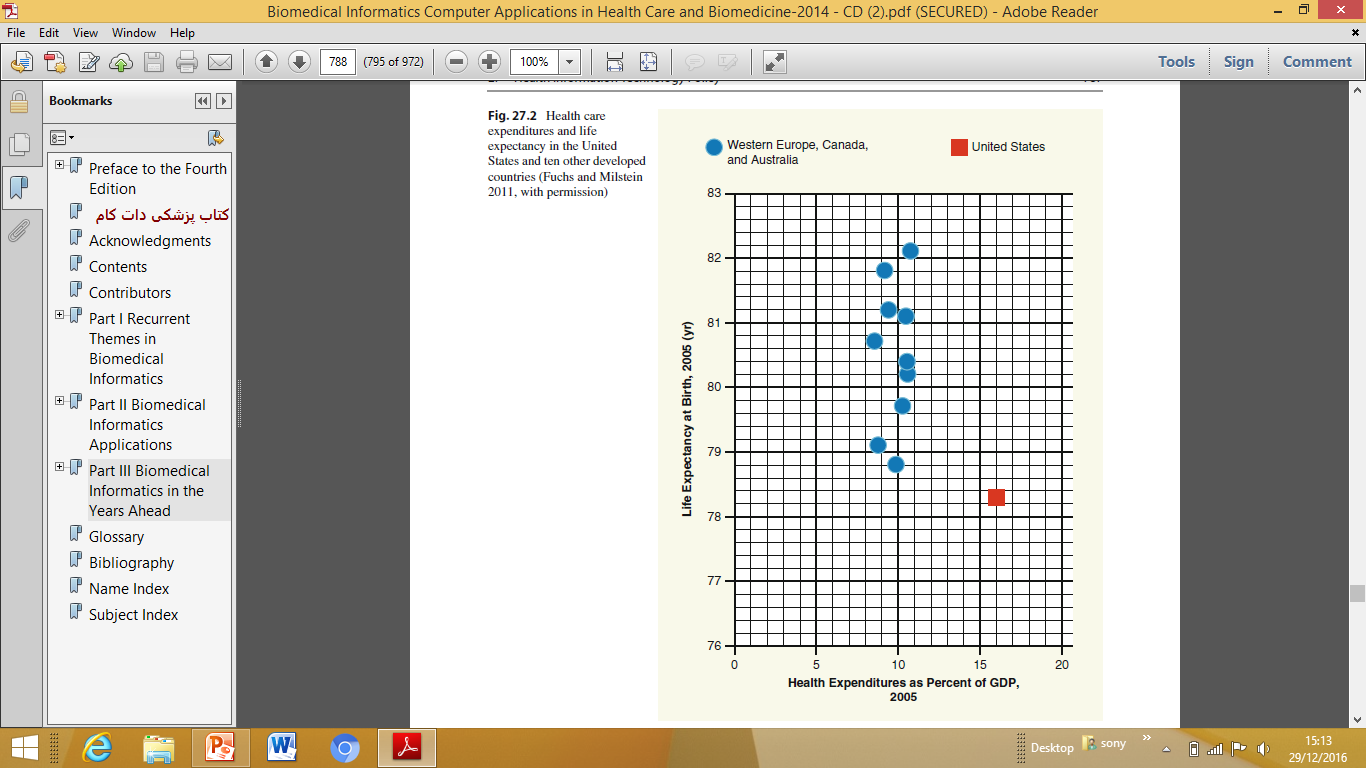 Biomedical Informatics Computer Applications in Health Care and Biomedicine-2014 - CD (2).pdf (SECURED) - Adobe Reader
File Edit View Window Help
788 (795 of 972) 100% Tools Sign Comment
Bookmarks
Preface to the Fourth
Edition
کتاب پزشکی دات کام
Acknowledgments
Contents
Contributors
Part I Recurrent
Themes in
Biomedical
Informatics
Part II Biomedical
Informatics
Applications
Part III Biomedical
Informatics in the
Years Ahead
Glossary
Bibliography
Name Index
Subject Index
Fig. 27.2 Health care
expenditures and life
expectancy in the United
States and ten other developed
countries (Fuchs and Milstein
2011, with permission)
Western Europe, Canada,
and Australia
United States
83
82
81
80
79
78
77
76
Life Expectancy at Birth, 2005 (yr)
0 5 10 15 20
Health Expenditures as Percent of GDP,
2005
Desktop sony
15:13
29/12/2016